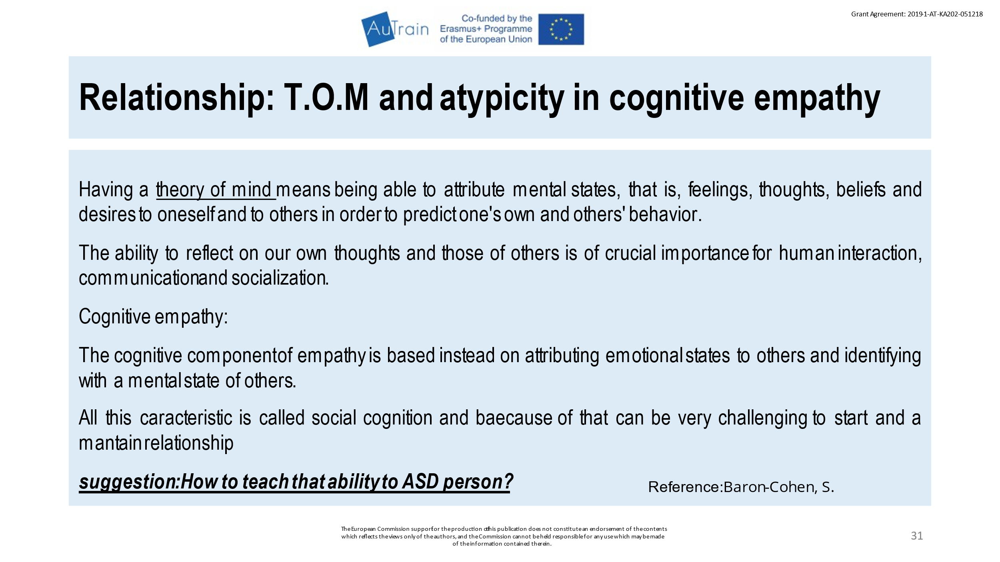 Grant Agreement: 2019-1-AT-KA202-051218
AuTrain
Co-funded by the
Erasmus+ Programme
of the European Union
Relationship: T.O.M and atypicity in cognitive empathy
Having a theory of mind means being able to attribute mental states, that is, feelings, thoughts, beliefs and
desires to oneself and to others in order to predict one's own and others' behavior.
The ability to reflect on our own thoughts and those of others is of crucial importance for human interaction,
communication and socialization.
Cognitive empathy:
The cognitive component of empathy is based instead on attributing emotional states to others and identifying
with a mental state of others.
All this caracteristic is called social cognition and baecause of that can be very challenging to start and a
mantain relationship
suggestion:How to teach that ability to ASD person?
Reference:Baron-Cohen, S.
The European Commission support for the production of this publication does not constitute an endorsement of the contents
which reflects the views only of the authors, and the Commission cannot be held responsible for any use which may be made
of the information contained therein.
31